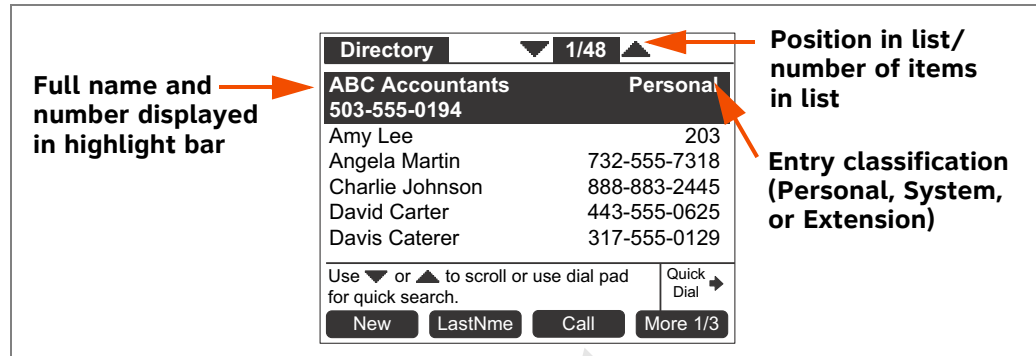 Directory 1/48
ABC Accountants Personal
503-555-0194
Amy Lee 203
Angela Martin 732-555-7318
Charlie Johnson 888-883-2445
David Carter 443-555-0625
Davis Caterer 317-555-0129
Use ▼ or ▲ to scroll or use dial pad
for quick search.
Quick
Dial
New LastNme Call More 1/3
Full name and
number displayed
in highlight bar
Position in list/
number of items
in list
Entry classification
(Personal, System,
or Extension)